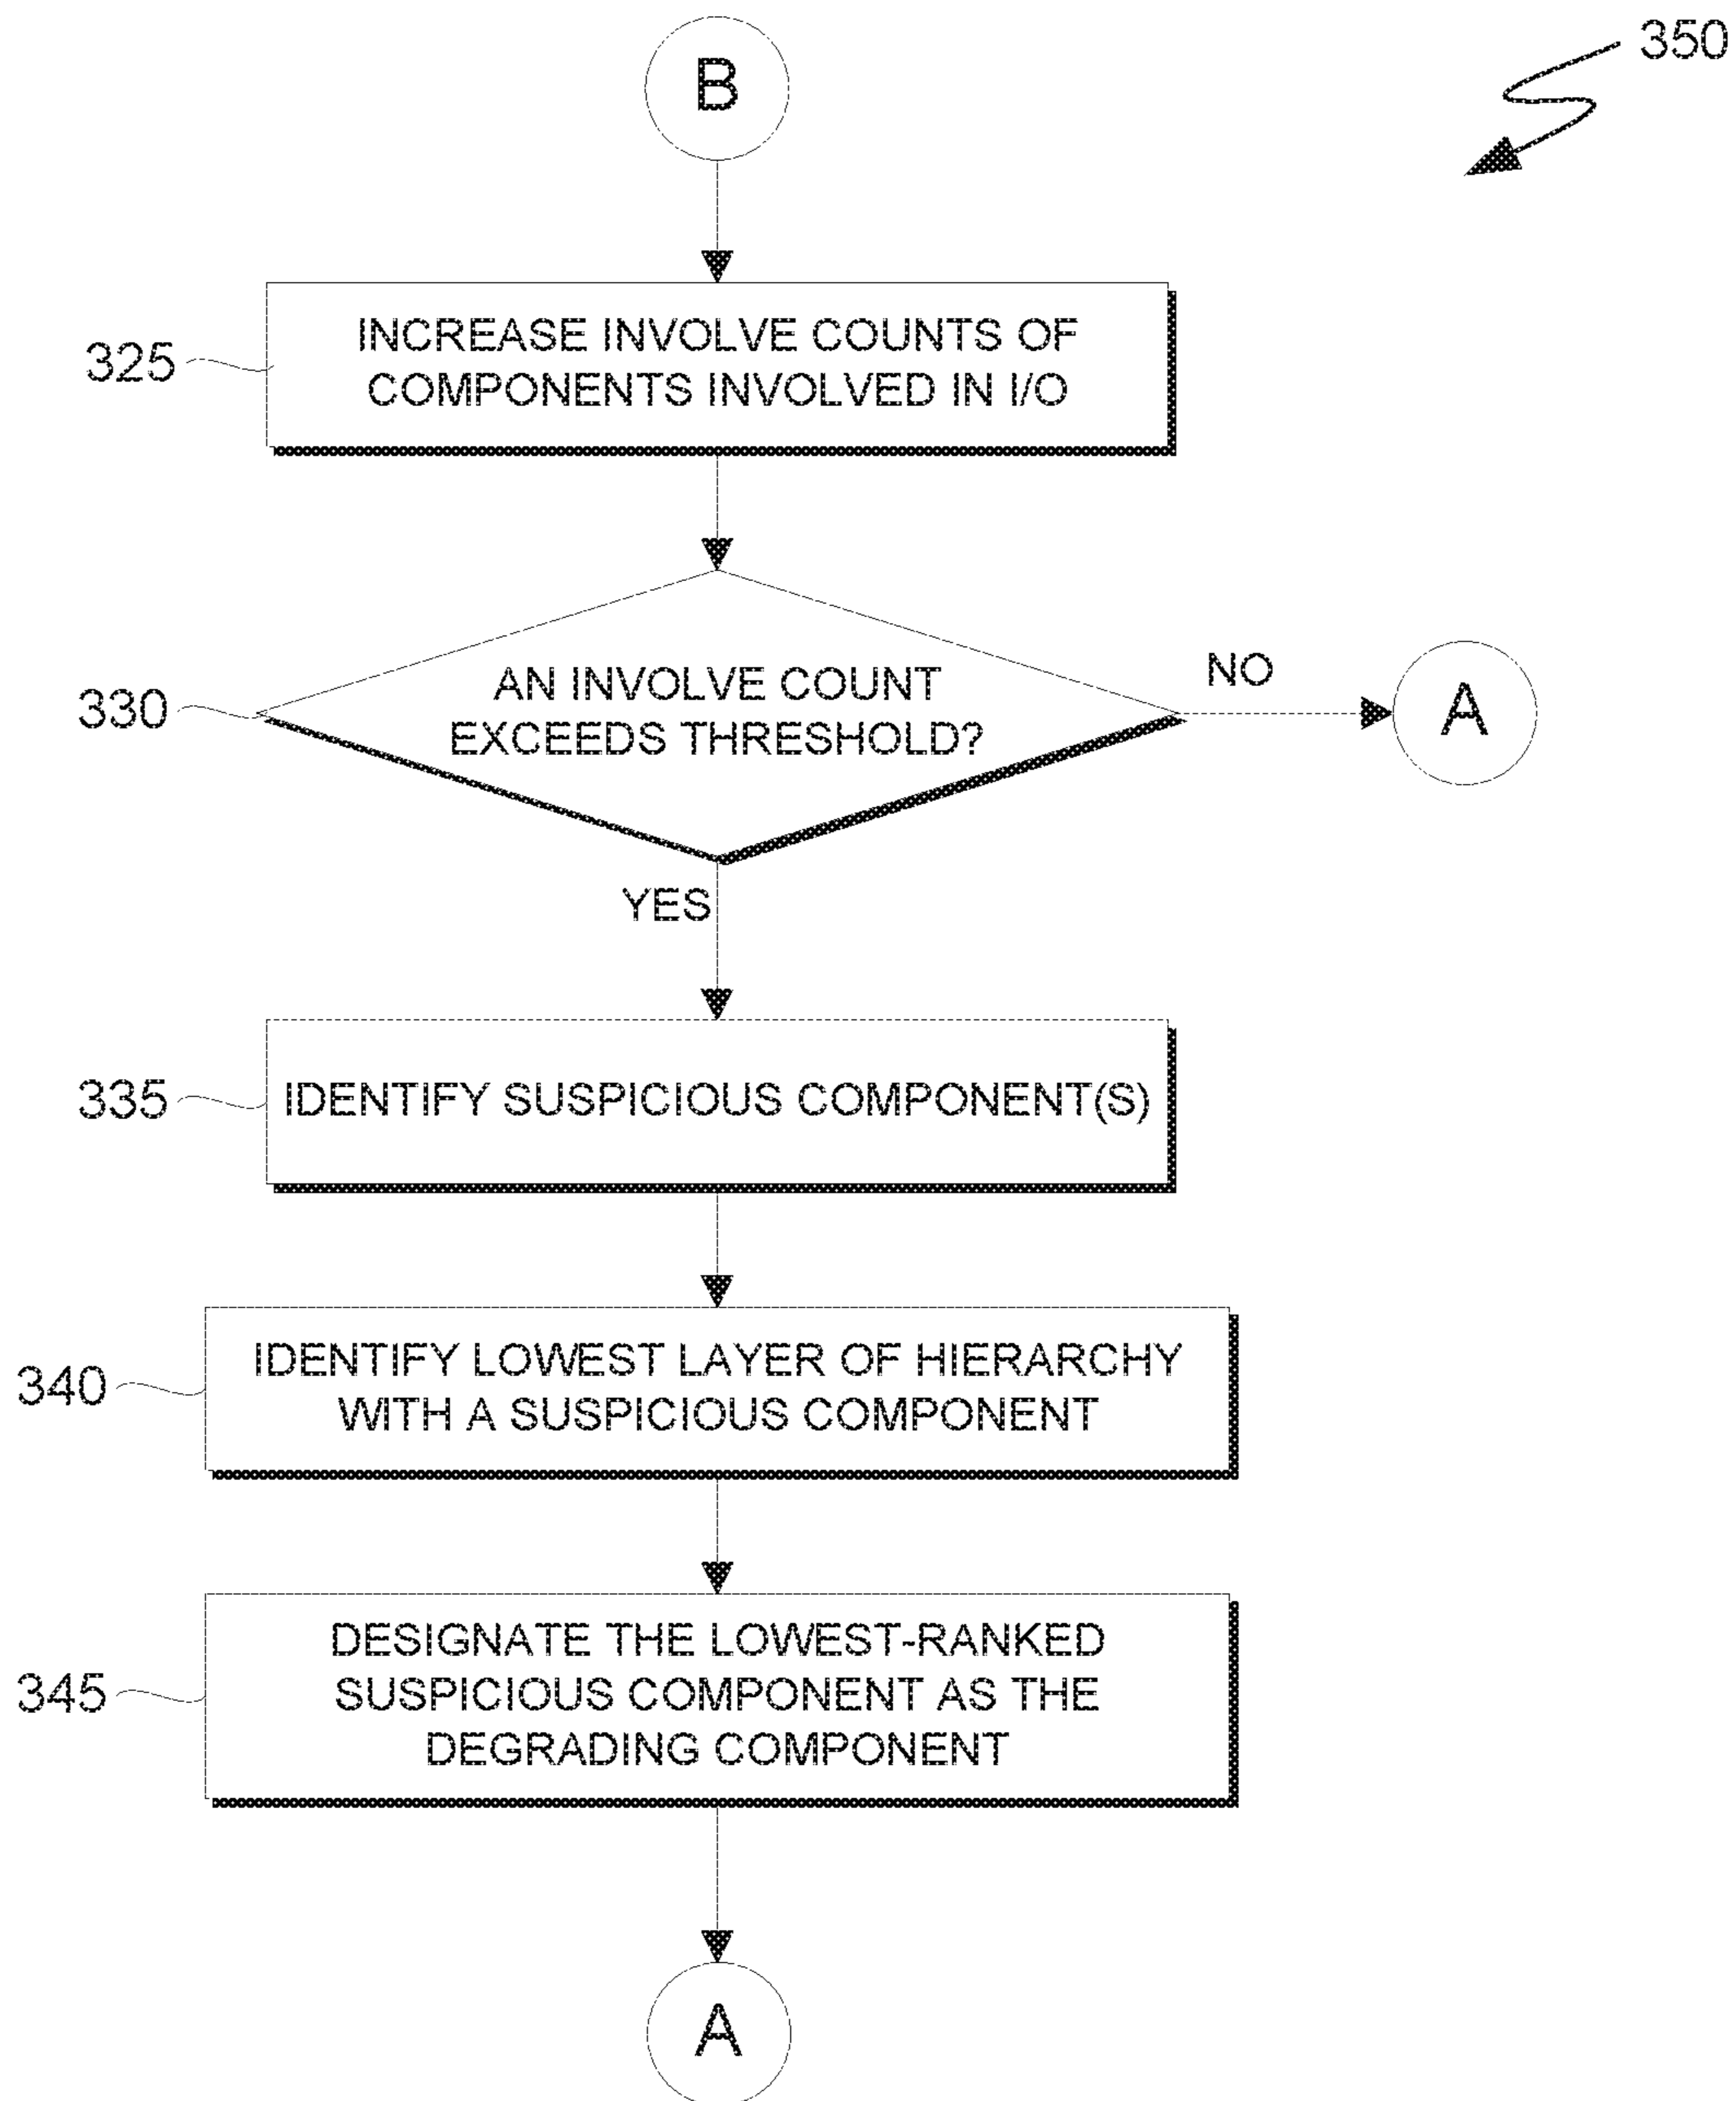 350
B
325
INCREASE INVOLVE COUNTS OF
COMPONENTS INVOLVED IN I/O
330
AN INVOLVE COUNT
EXCEEDS THRESHOLD?
NO
A
YES
335
IDENTIFY SUSPICIOUS COMPONENT(S)
340
IDENTIFY LOWEST LAYER OF HIERARCHY
WITH A SUSPICIOUS COMPONENT
345
DESIGNATE THE LOWEST-RANKED
SUSPICIOUS COMPONENT AS THE
DEGRADING COMPONENT
A